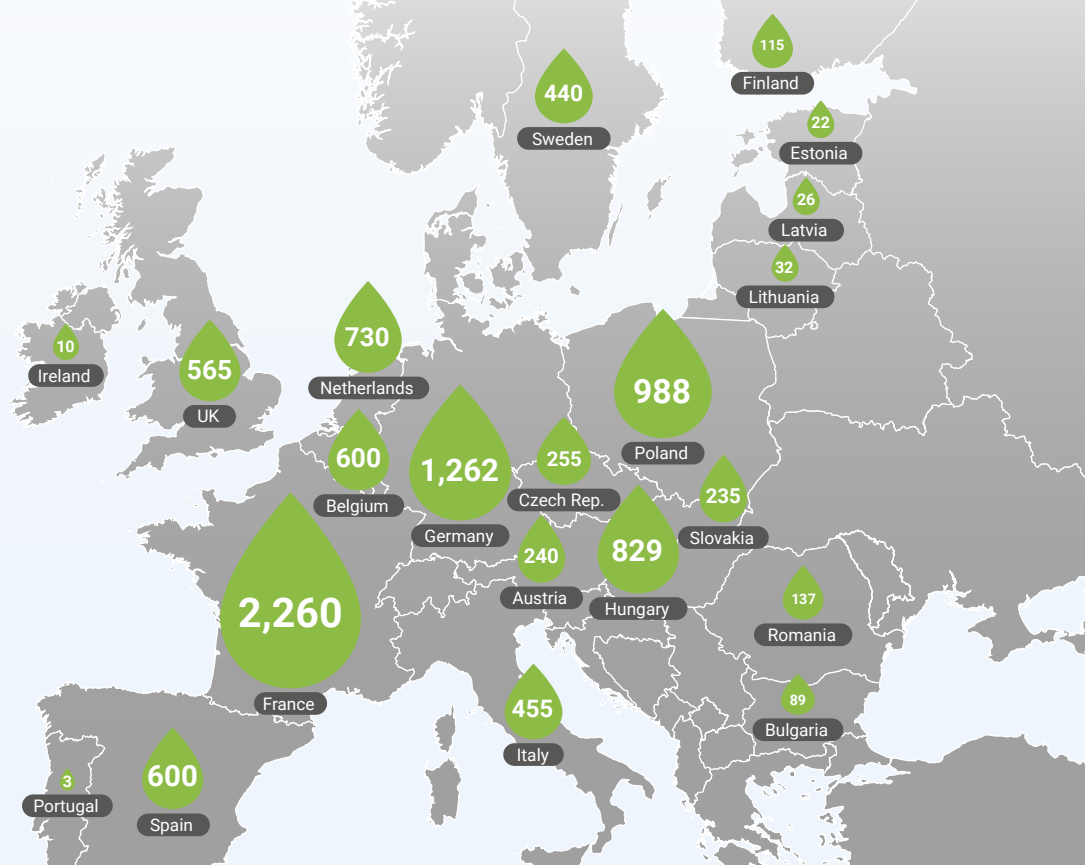 115
Finland
440
Sweden
22
Estonia
26
Latvia
32
Lithuania
10
Ireland
565
UK
730
Netherlands
988
Poland
600
Belgium
1,262
Germany
255
Czech Rep.
235
Slovakia
240
Austria
829
Hungary
2,260
France
137
Romania
89
Bulgaria
455
Italy
3
Portugal
600
Spain